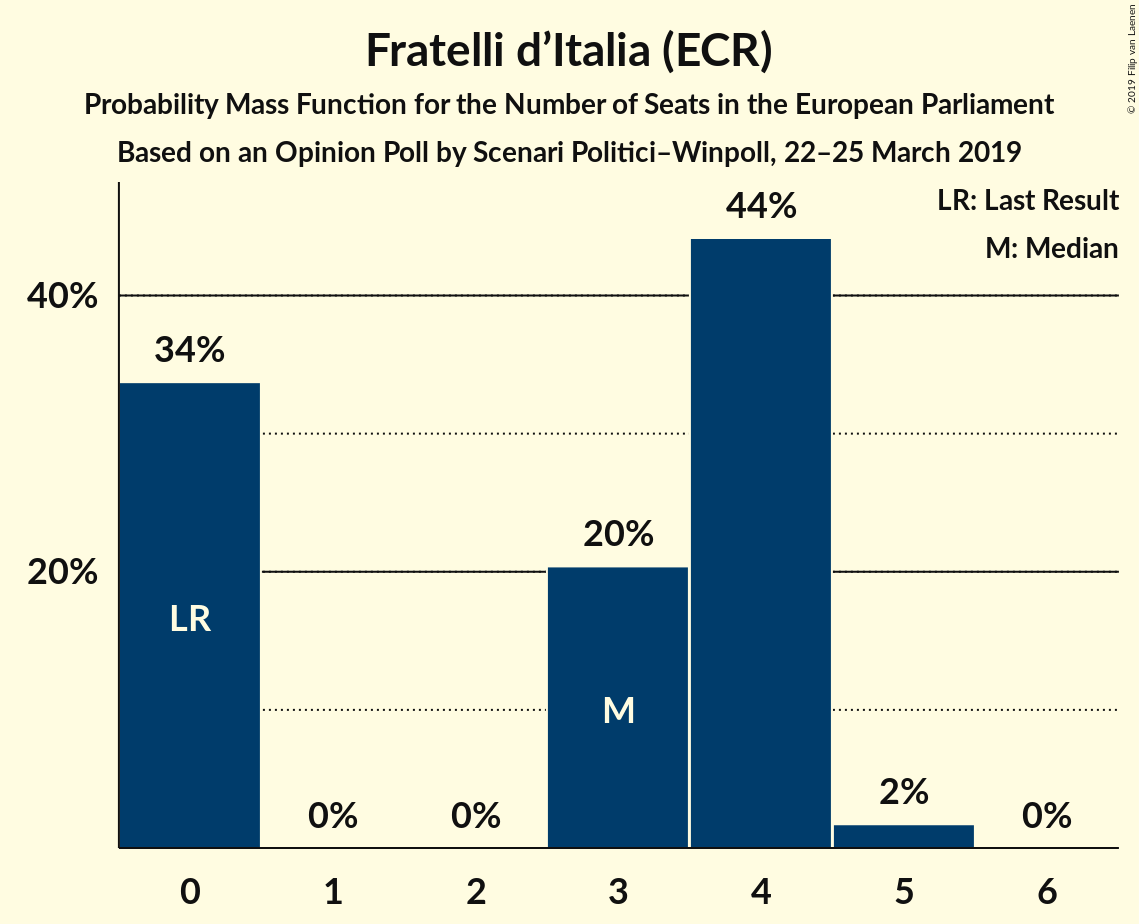 Fratelli d’Italia (ECR)
Probability Mass Function for the Number of Seats in the European Parliament
Based on an Opinion Poll by Scenari Politici–Winpoll, 22–25 March 2019
© 2019 Filip van Laenen
LR: Last Result
M: Median
44%
40%
34%
20%
20%
LR
M
2%
0%
0%
0%
0 1 2 3 4 5 6